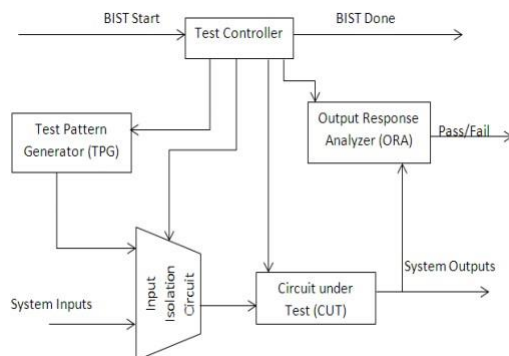 BIST Start
Test Controller
BIST Done
Test Pattern
Generator (TPG)
Output Response
Analyzer (ORA)
Pass/Fail
Input
Isolation
Circuit
System Inputs
Circuit under
Test (CUT)
System Outputs